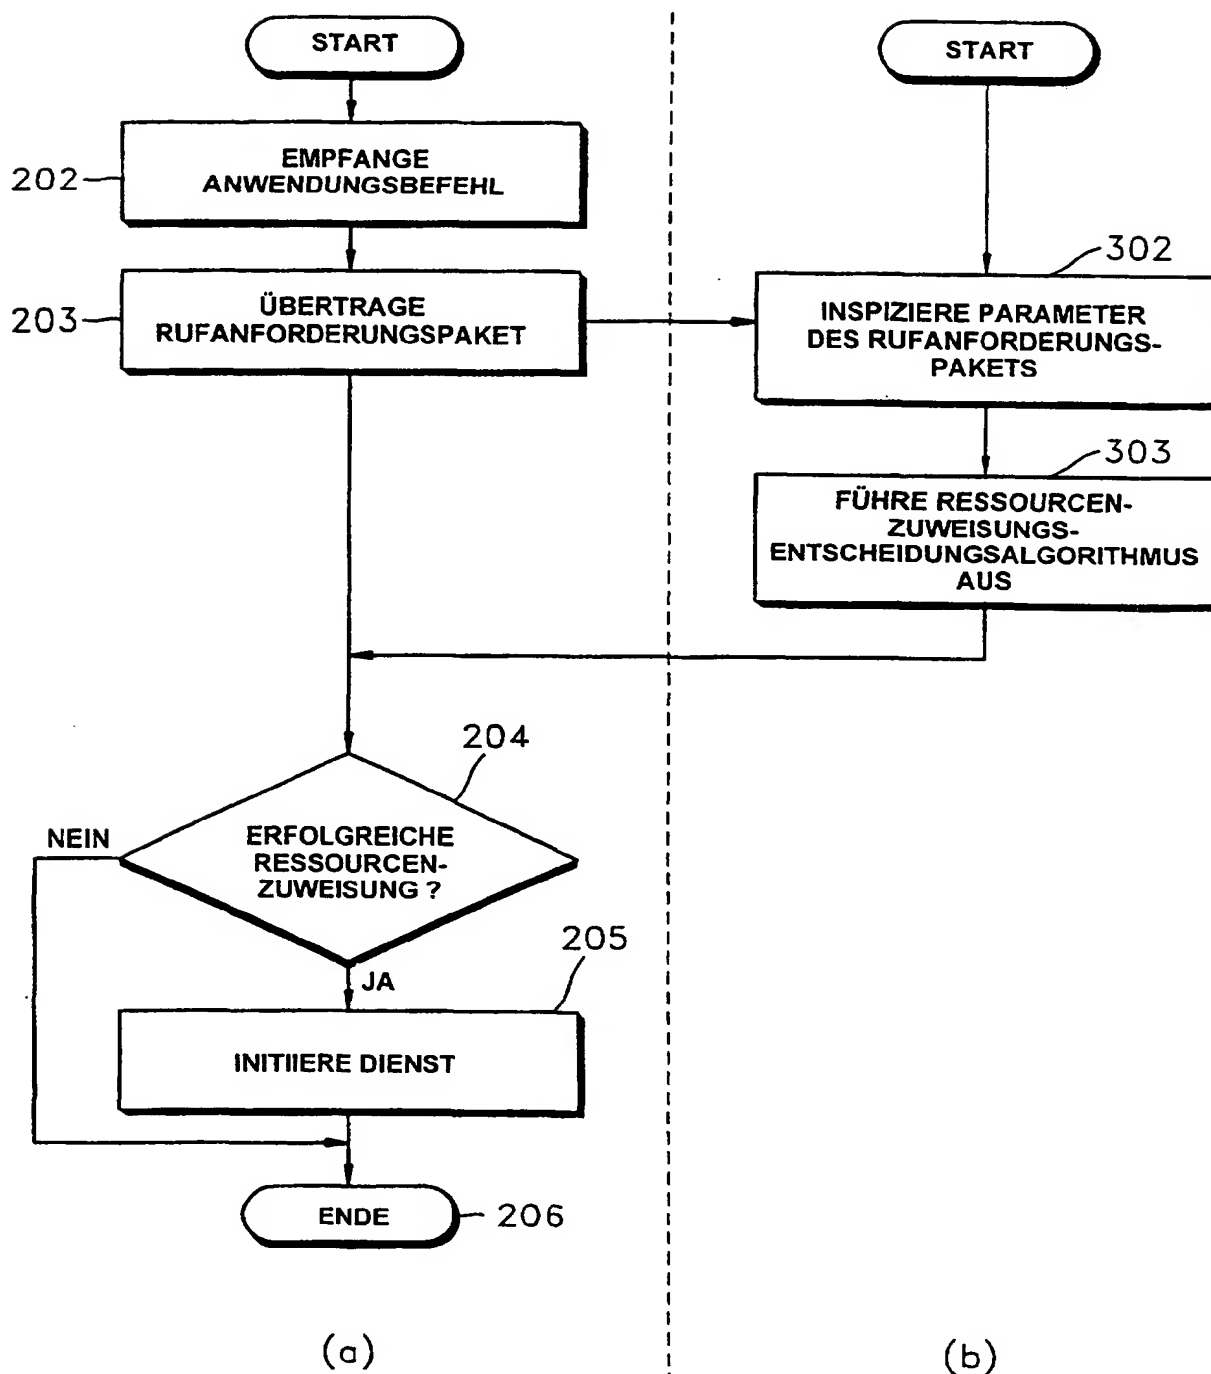 START
EMPFANGE
ANWENDUNGSBEFEHL
202
ÜBERTRAGE
RUFANFORDERUNGSPAKET
203
204
ERFOLGREICHE
RESSOURCEN-
ZUWEISUNG ?
NEIN
JA
205
INITIIERE DIENST
ENDE
206
(a)
START
302
INSPIZIERE PARAMETER
DES RUFANFORDERUNGS-
PAKETS
303
FÜHRE RESSOURCEN-
ZUWEISUNGS-
ENTSCHEIDUNGSALGORITHMUS
AUS
(b)